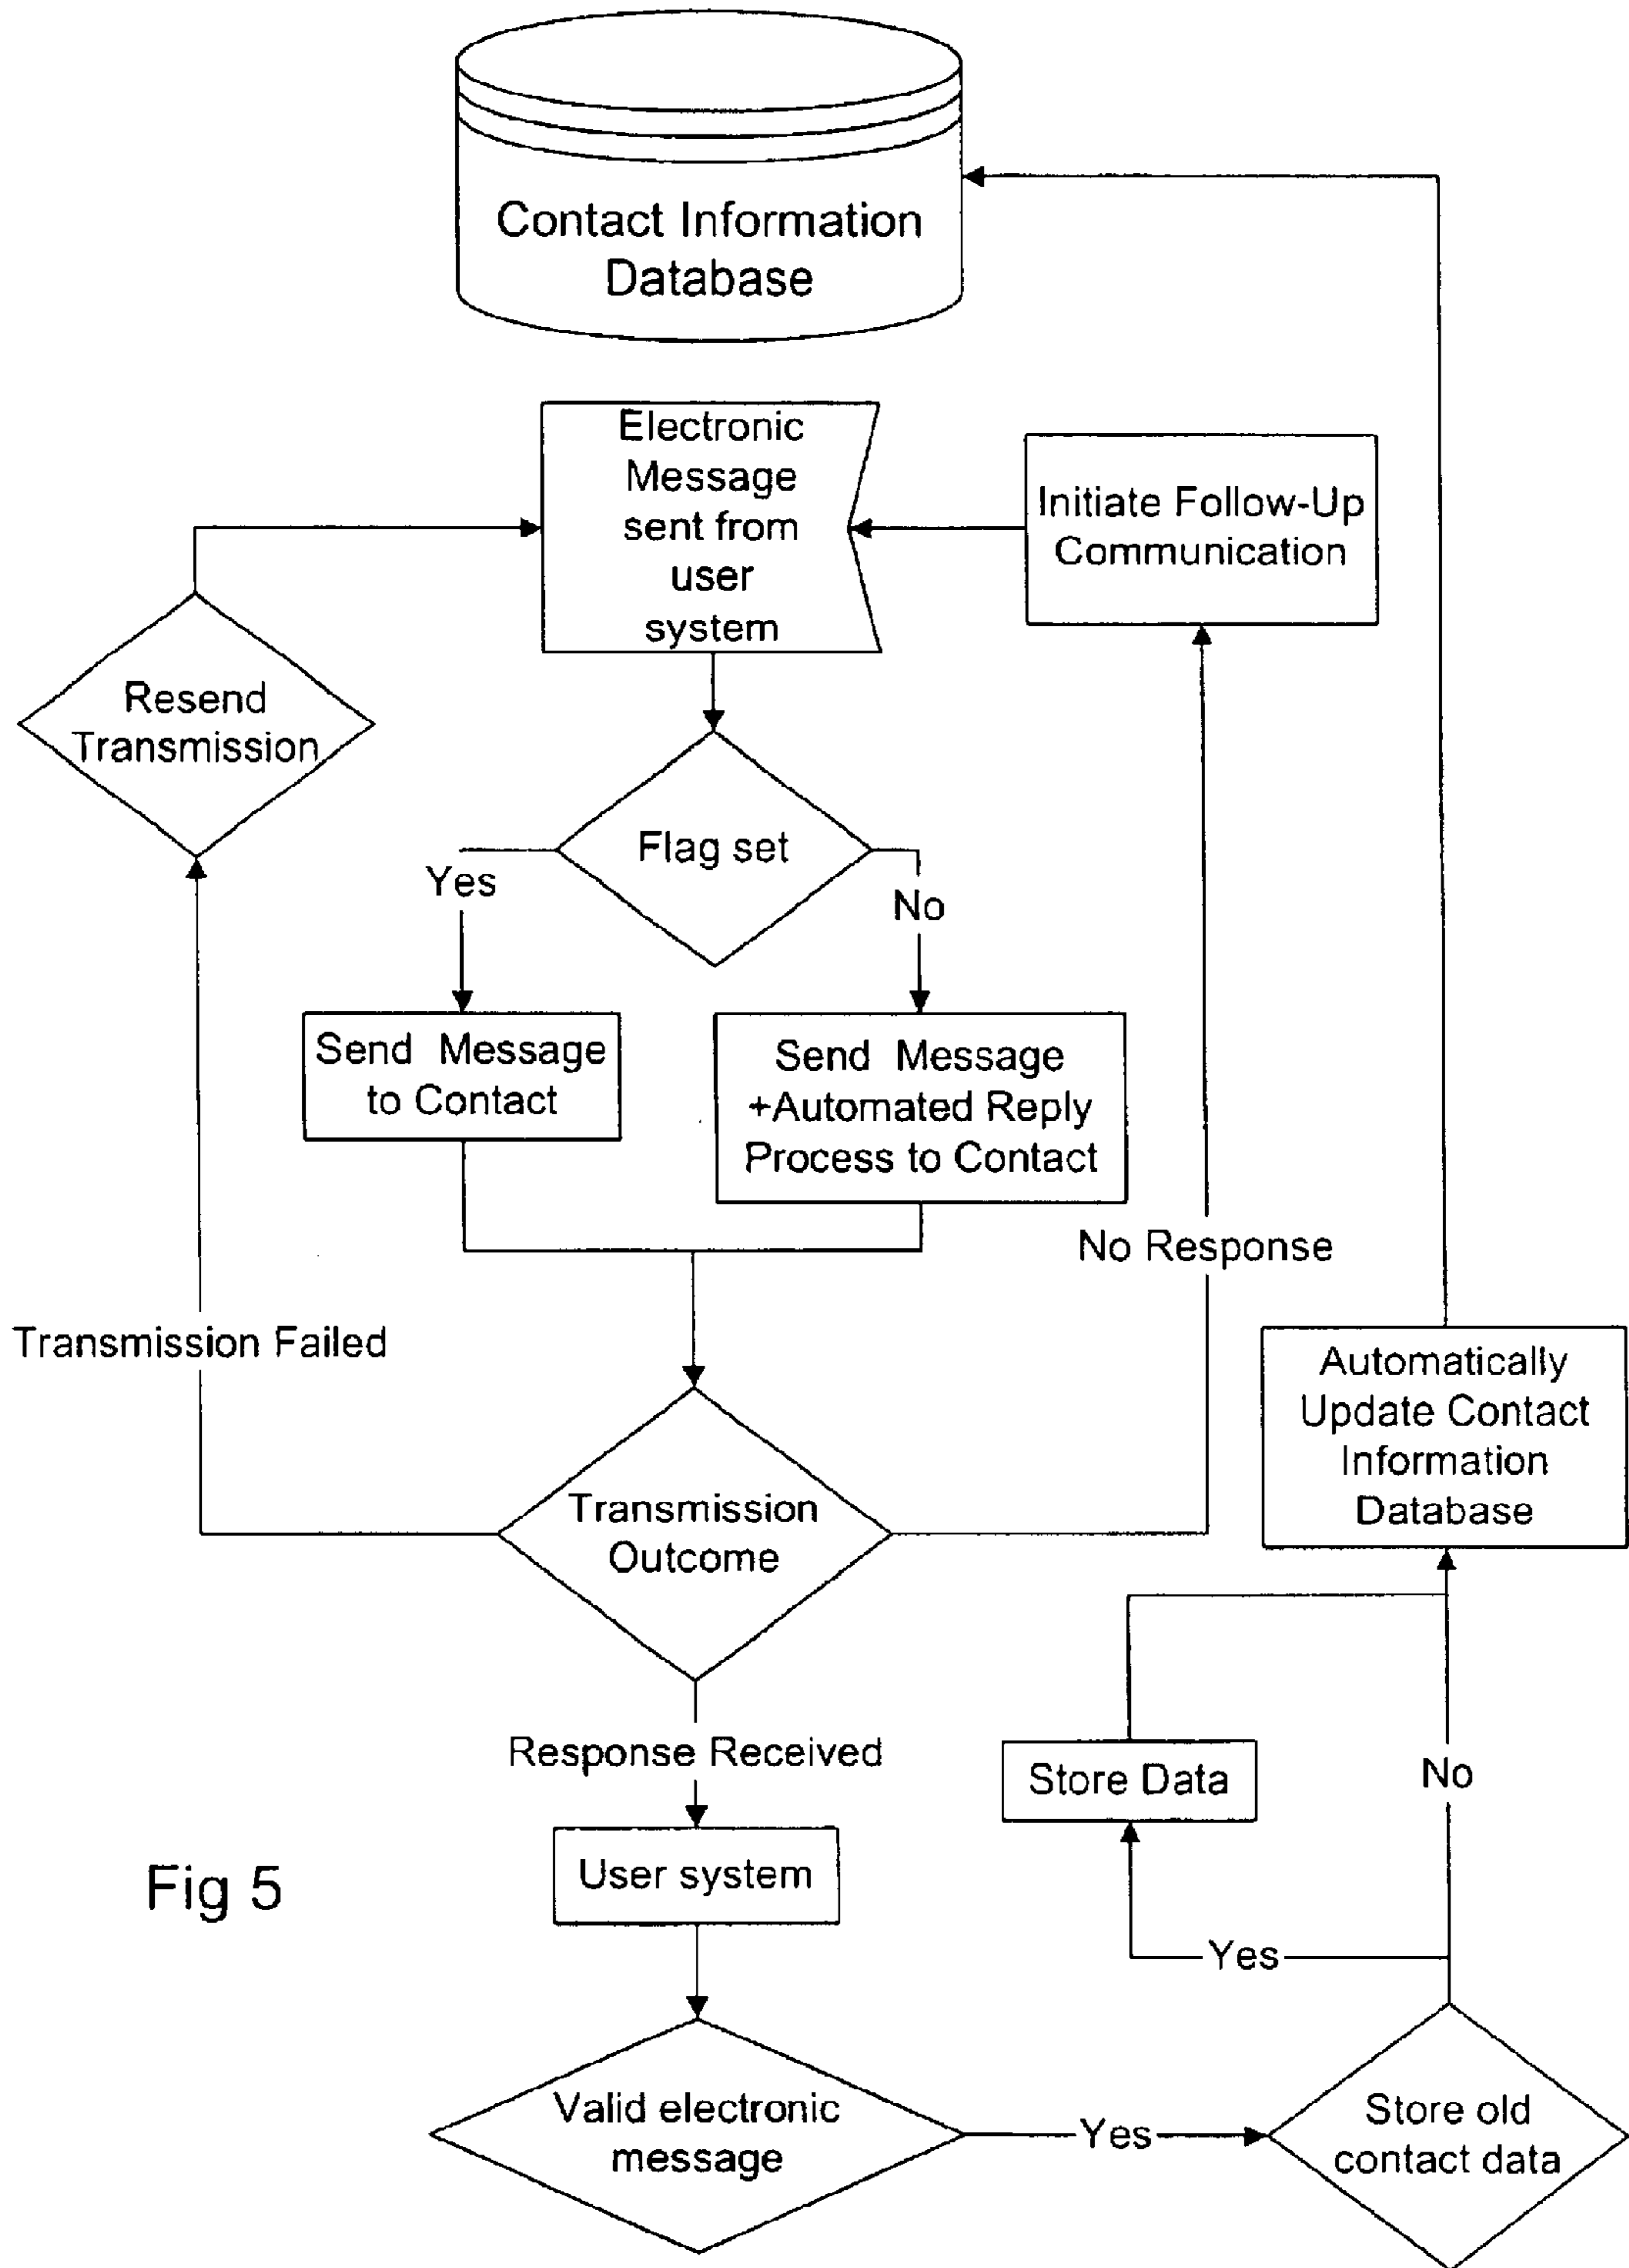 Contact Information
Database
Electronic
Message
sent from
user
system
Initiate Follow-Up
Communication
Resend
Transmission
Flag set
Yes
No
Send Message
to Contact
Send Message
+Automated Reply
Process to Contact
No Response
Transmission Failed
Automatically
Update Contact
Information
Database
Transmission
Outcome
Response Received
Store Data
No
User system
Fig 5
Yes
Valid electronic
message
Yes
Store old
contact data